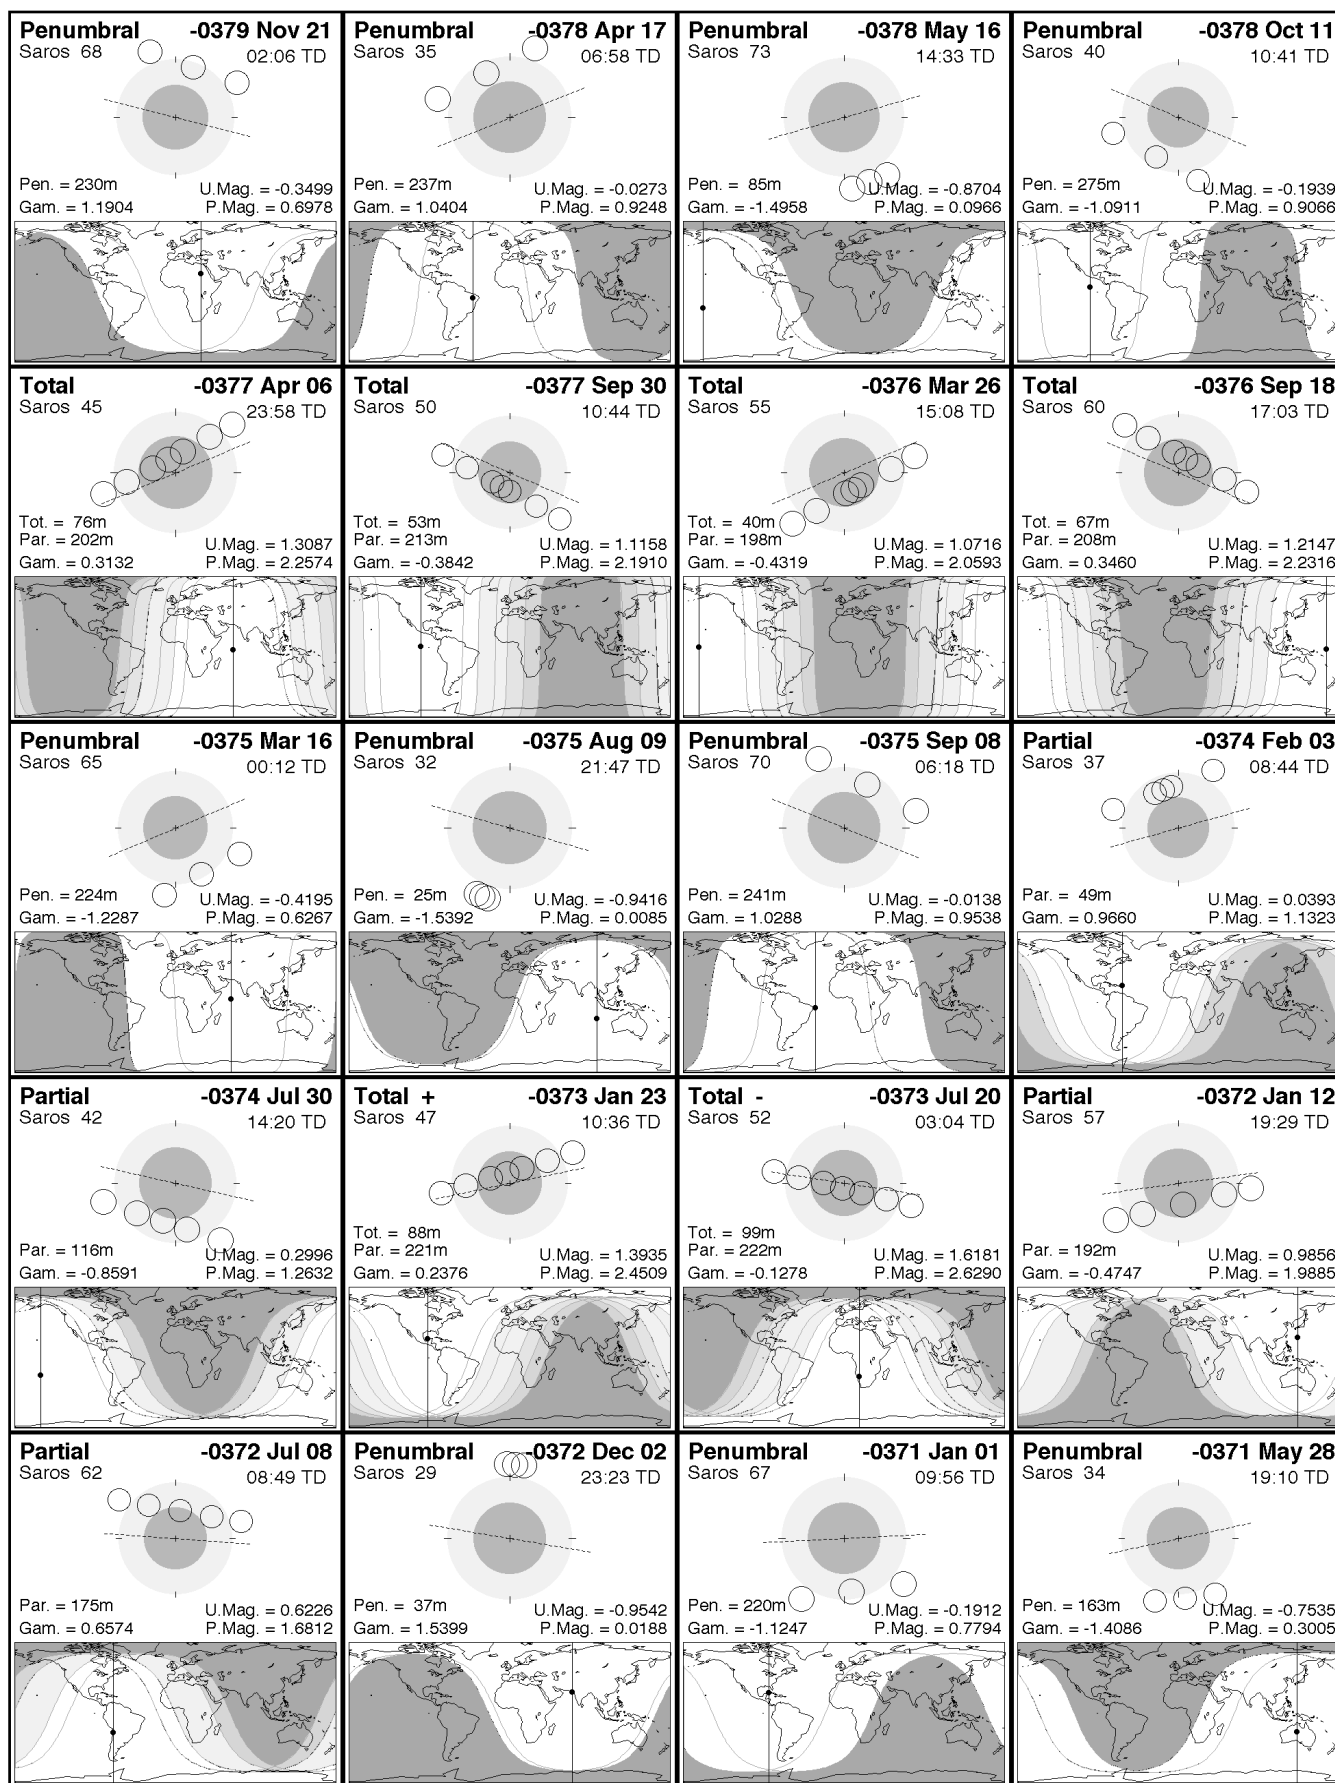 Penumbral -0379 Nov 21
Saros 68 02:06 TD
Pen. = 230m U.Mag. = -0.3499
Gam. = 1.1904 P.Mag. = 0.6978
Penumbral -0378 Apr 17
Saros 35 06:58 TD
Pen. = 237m U.Mag. = -0.0273
Gam. = 1.0404 P.Mag. = 0.9248
Penumbral -0378 May 16
Saros 73 14:33 TD
Pen. = 85m U.Mag. = -0.8704
Gam. = -1.4958 P.Mag. = 0.0966
Penumbral -0378 Oct 11
Saros 40 10:41 TD
Pen. = 275m U.Mag. = -0.1939
Gam. = -1.0911 P.Mag. = 0.9066
Total -0377 Apr 06
Saros 45 23:58 TD
Tot. = 76m
Par. = 202m U.Mag. = 1.3087
Gam. = 0.3132 P.Mag. = 2.2574
Total -0377 Sep 30
Saros 50 10:44 TD
Tot. = 53m
Par. = 213m U.Mag. = 1.1158
Gam. = -0.3842 P.Mag. = 2.1910
Total -0376 Mar 26
Saros 55 15:08 TD
Tot. = 40m
Par. = 198m U.Mag. = 1.0716
Gam. = -0.4319 P.Mag. = 2.0593
Total -0376 Sep 18
Saros 60 17:03 TD
Tot. = 67m
Par. = 208m U.Mag. = 1.2147
Gam. = 0.3460 P.Mag. = 2.2316
Penumbral -0375 Mar 16
Saros 65 00:12 TD
Pen. = 224m U.Mag. = -0.4195
Gam. = -1.2287 P.Mag. = 0.6267
Penumbral -0375 Aug 09
Saros 32 21:47 TD
Pen. = 25m U.Mag. = -0.9416
Gam. = -1.5392 P.Mag. = 0.0085
Penumbral -0375 Sep 08
Saros 70 06:18 TD
Pen. = 241m U.Mag. = -0.0138
Gam. = 1.0288 P.Mag. = 0.9538
Partial -0374 Feb 03
Saros 37 08:44 TD
Par. = 49m U.Mag. = 0.0393
Gam. = 0.9660 P.Mag. = 1.1323
Partial -0374 Jul 30
Saros 42 14:20 TD
Par. = 116m U.Mag. = 0.2996
Gam. = -0.8591 P.Mag. = 1.2632
Total + -0373 Jan 23
Saros 47 10:36 TD
Tot. = 88m
Par. = 221m U.Mag. = 1.3935
Gam. = 0.2376 P.Mag. = 2.4509
Total - -0373 Jul 20
Saros 52 03:04 TD
Tot. = 99m
Par. = 222m U.Mag. = 1.6181
Gam. = -0.1278 P.Mag. = 2.6290
Partial -0372 Jan 12
Saros 57 19:29 TD
Par. = 192m U.Mag. = 0.9856
Gam. = -0.4747 P.Mag. = 1.9885
Partial -0372 Jul 08
Saros 62 08:49 TD
Par. = 175m U.Mag. = 0.6226
Gam. = 0.6574 P.Mag. = 1.6812
Penumbral -0372 Dec 02
Saros 29 23:23 TD
Pen. = 37m U.Mag. = -0.9542
Gam. = 1.5399 P.Mag. = 0.0188
Penumbral -0371 Jan 01
Saros 67 09:56 TD
Pen. = 220m U.Mag. = -0.1912
Gam. = -1.1247 P.Mag. = 0.7794
Penumbral -0371 May 28
Saros 34 19:10 TD
Pen. = 163m U.Mag. = -0.7535
Gam. = -1.4086 P.Mag. = 0.3005